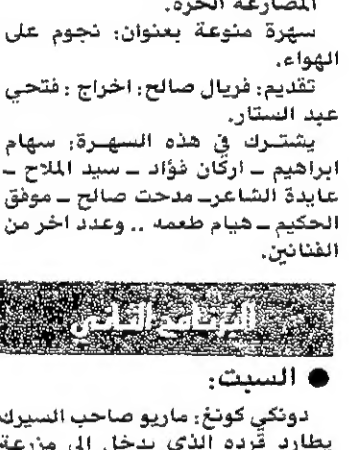 المصارعة الحرة.
سهرة منوعة بعنوان: نجوم على
الهواء.
تقديم: فريال صالح: اخراج : فتحي
عبد الستار.
يشترك في هذه السهرة: سهام
ابراهيم ـ اركان فؤاد ـ سيد الملاح ـ
عايدة الشاعرـ مدحت صالح ـ موفق
الحكيم ـ هيام طعمه .. وعدد اخر من
الفنانين.
البرنامج الثاني
● السبت:
دونكي كونغ: ماريو صاحب السيرك
يطارد قرده الذي يدخل الى مزرعة